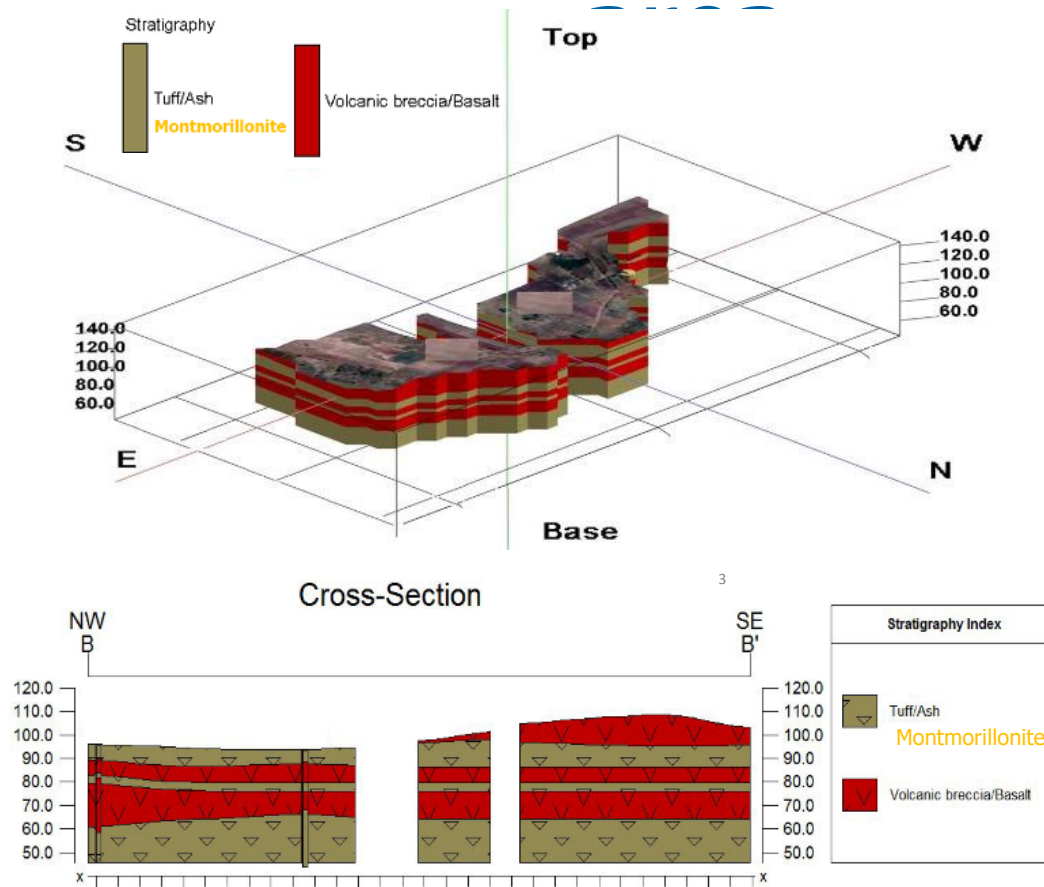 Stratigraphy
Top
Tuff/Ash
Montmorillonite
Volcanic breccia/Basalt
S
W
140.0
120.0
100.0
80.0
60.0
140.0
120.0
100.0
80.0
60.0
E
N
Base
3
Cross-Section
NW
B
SE
B'
120.0
110.0
100.0
90.0
80.0
70.0
60.0
50.0
x
120.0
110.0
100.0
90.0
80.0
70.0
60.0
50.0
x
Stratigraphy Index
Tuff/Ash
Montmorillonite
Volcanic breccia/Basalt